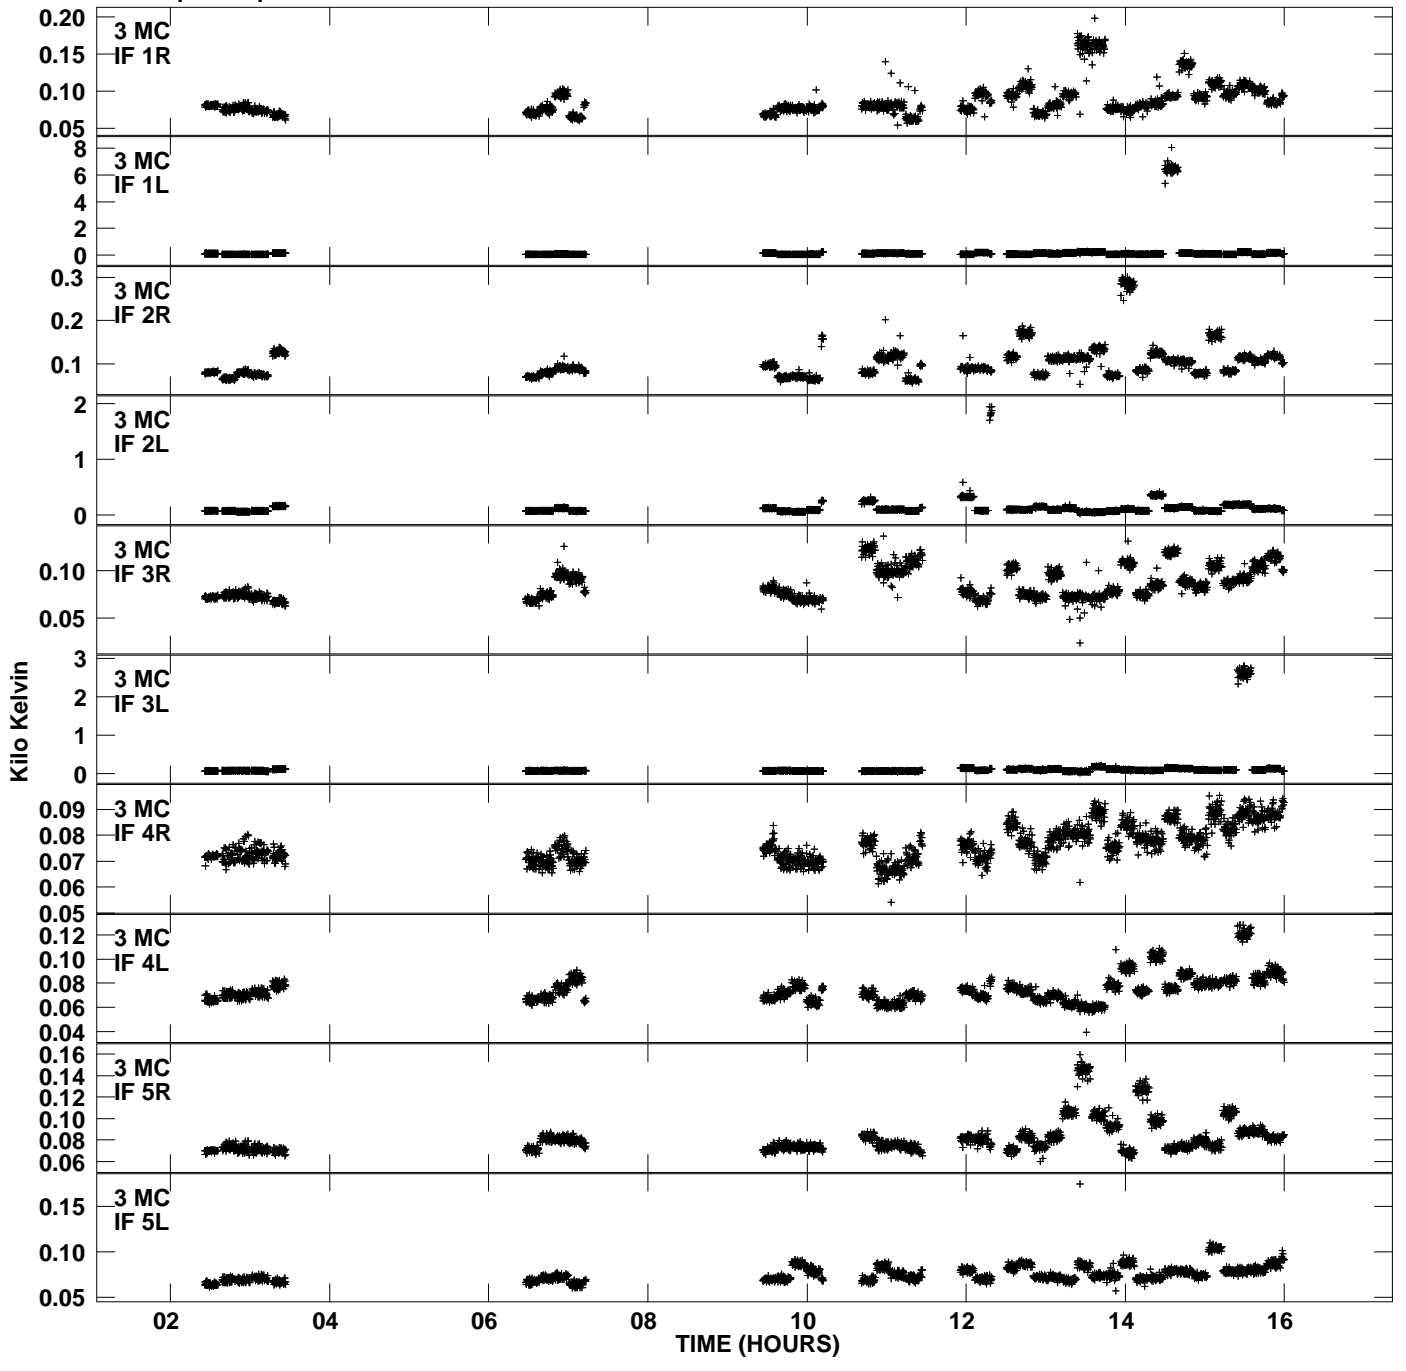 0.20
0.15
0.10
0.05
3 MC
IF 1R
8
6
4
2
0
3 MC
IF 1L
0.3
0.2
0.1
3 MC
IF 2R
2
1
0
3 MC
IF 2L
0.10
0.05
3 MC
IF 3R
3
2
1
0
3 MC
IF 3L
Kilo Kelvin
0.09
0.08
0.07
0.06
0.05
3 MC
IF 4R
0.12
0.10
0.08
0.06
0.04
3 MC
IF 4L
0.16
0.14
0.12
0.10
0.08
0.06
3 MC
IF 5R
0.15
0.10
0.05
3 MC
IF 5L
02 04 06 08 10 12 14 16
TIME (HOURS)